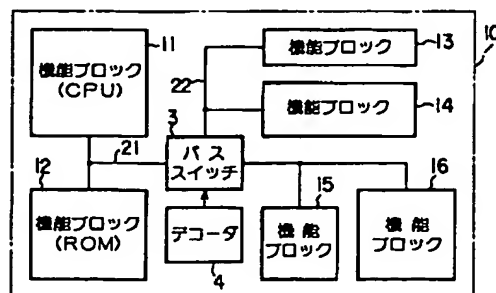 11
機能ブロック
(CPU)
機能ブロック
13
10
22
機能ブロック
14
3
バス
スイッチ
21
12
機能ブロック
(ROM)
デコーダ
4
15
機能
ブロック
16
機能
ブロック